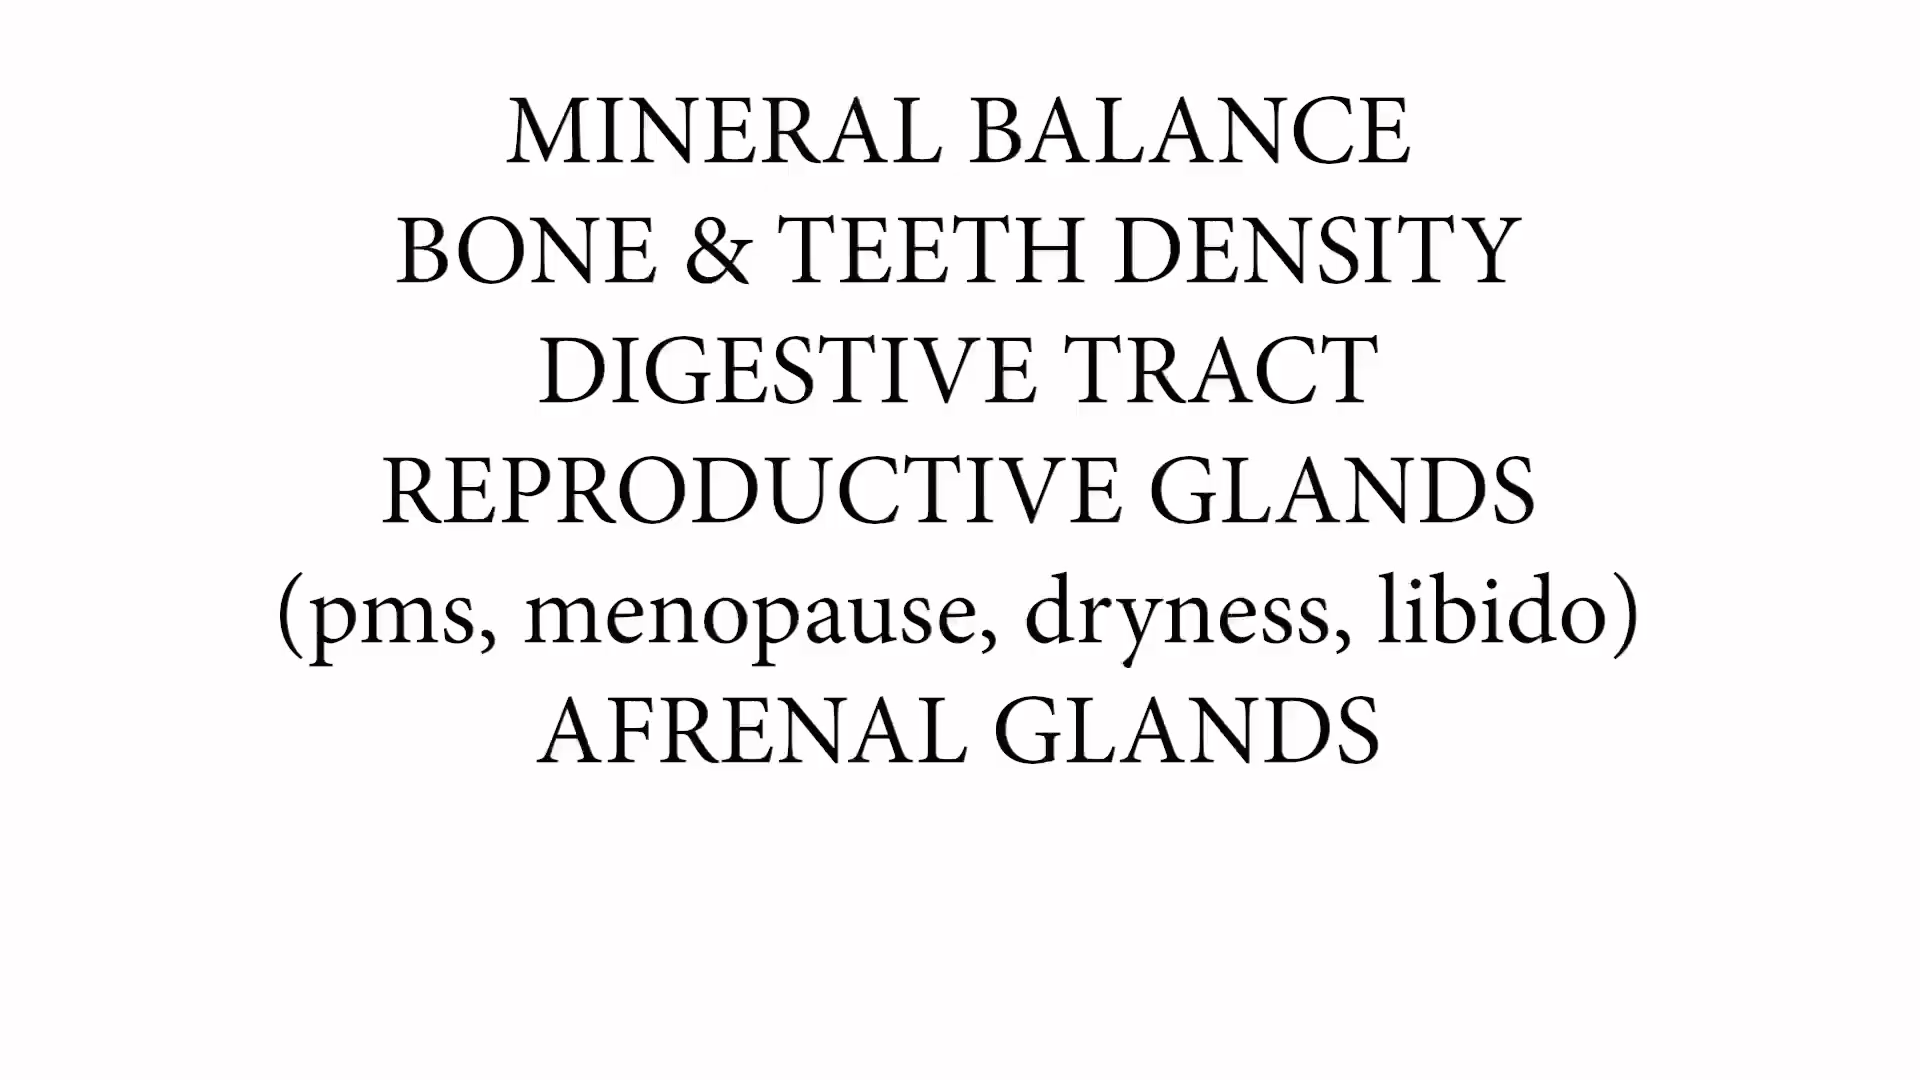 MINERAL BALANCE
BONE & TEETH DENSITY
DIGESTIVE TRACT
REPRODUCTIVE GLANDS
(pms, menopause, dryness, libido)
AFRENAL GLANDS